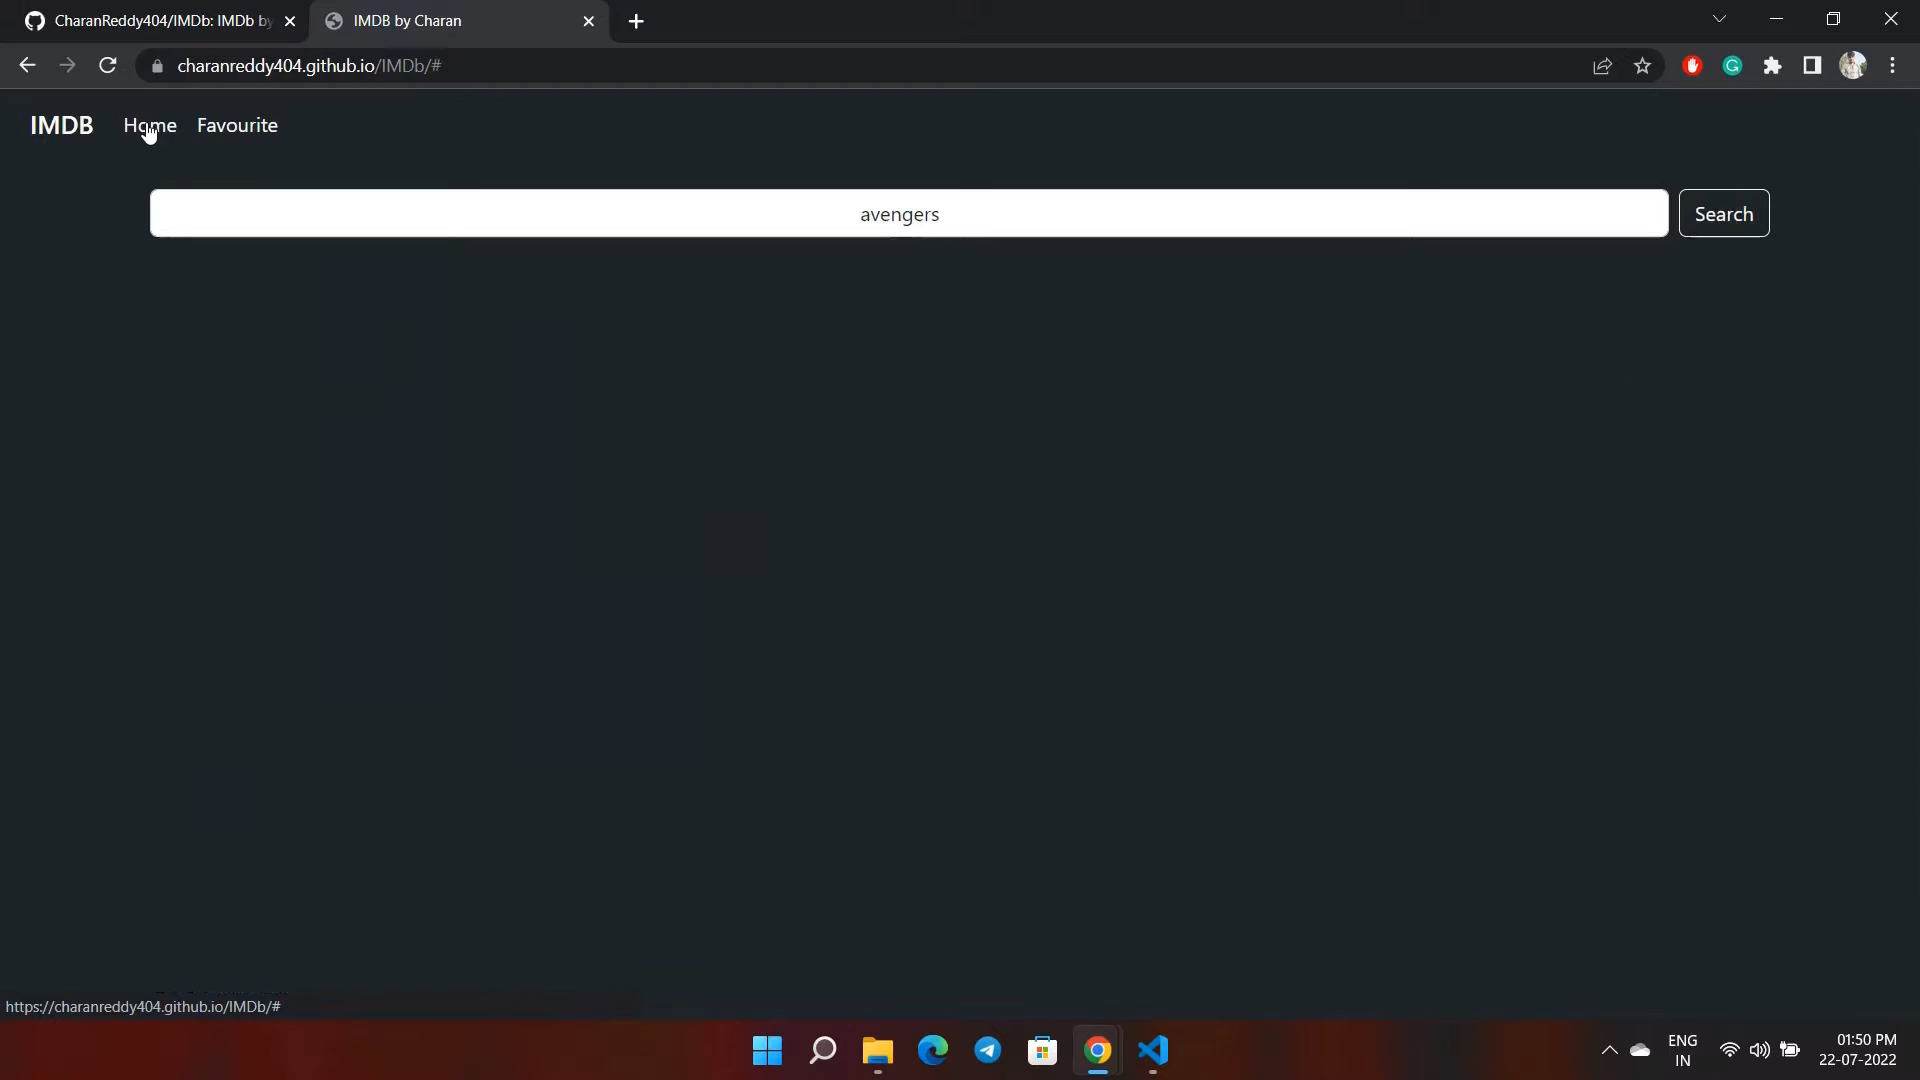 CharanReddy404/IMDb: IMDb by
IMDB by Charan
charanreddy404.github.io/IMDb/#
IMDB Home Favourite
avengers Search
https://charanreddy404.github.io/IMDb/#
ENG 01:50 PM
IN 22-07-2022